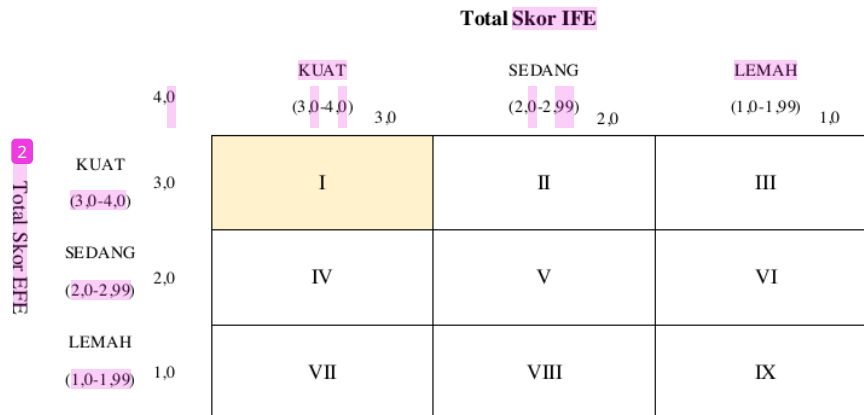 Total Skor IFE
KUAT SEDANG LEMAH
4,0 (3,0-4,0) 3,0 (2,0-2,99) 2,0 (1,0-1,99) 1,0
2
Total Skor EFE
KUAT
(3,0-4,0) 3,0 I II III
SEDANG
(2,0-2,99) 2,0 IV V VI
LEMAH
(1,0-1,99) 1,0 VII VIII IX